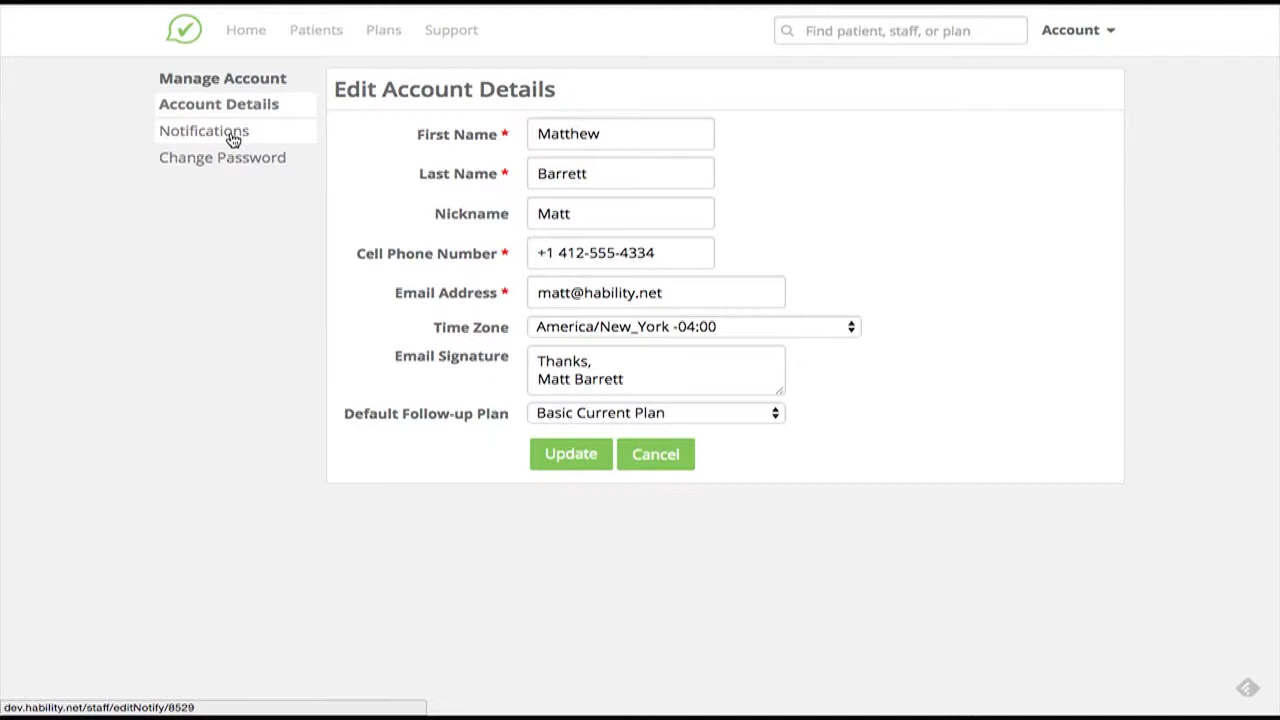 Home Patients Plans Support Find patient, staff, or plan Account
Manage Account
Account Details
Notifications
Change Password
Edit Account Details
First Name * Matthew
Last Name * Barrett
Nickname Matt
Cell Phone Number * +1 412-555-4334
Email Address * matt@hability.net
Time Zone America/New_York -04:00
Email Signature Thanks,
Matt Barrett
Default Follow-up Plan Basic Current Plan
Update Cancel
dev.hability.net/staff/editNotify/8529